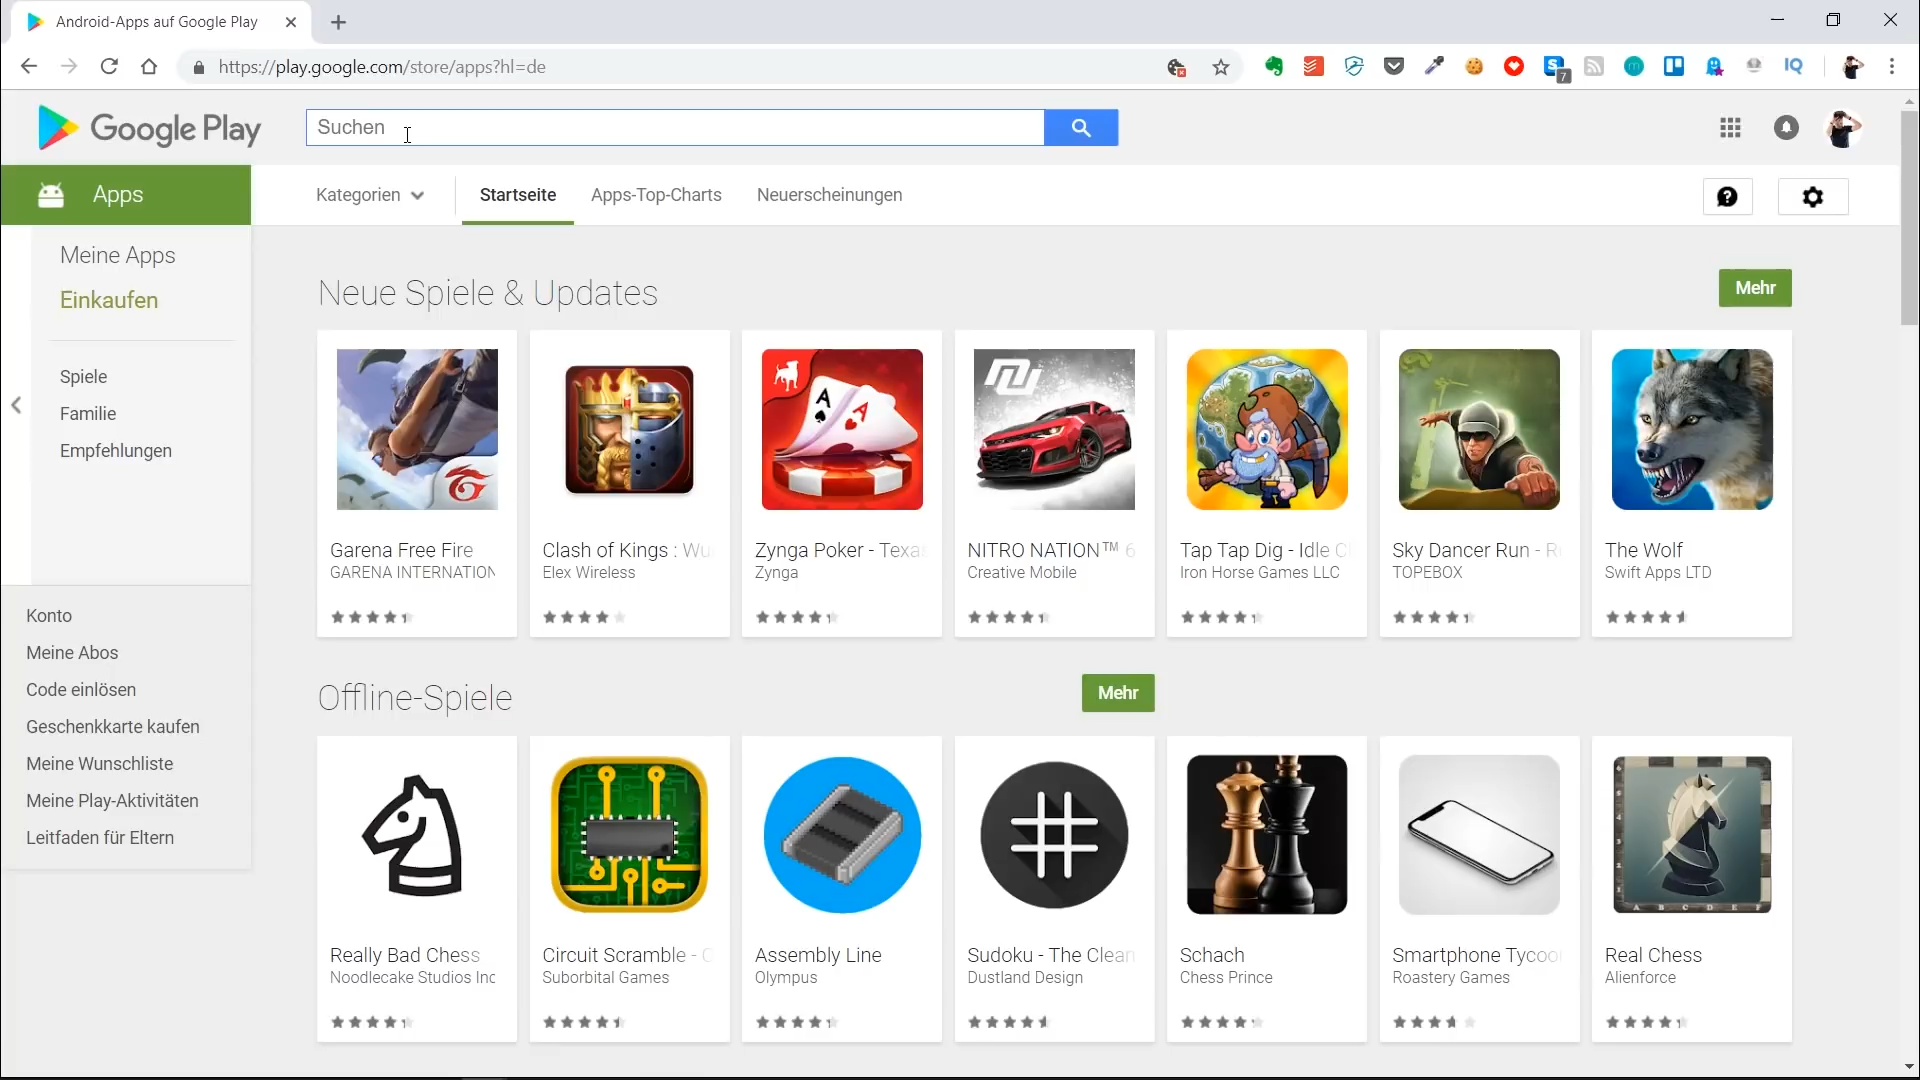 Android-Apps auf Google Play
https://play.google.com/store/apps?hl=de
7
IQ
Google Play
Suchen
Apps
Kategorien
Startseite
Apps-Top-Charts
Neuerscheinungen
Meine Apps
Einkaufen
Spiele
Familie
Empfehlungen
Konto
Meine Abos
Code einlösen
Geschenkkarte kaufen
Meine Wunschliste
Meine Play-Aktivitäten
Leitfaden für Eltern
Neue Spiele & Updates
Mehr
Garena Free Fire
GARENA INTERNATION
Clash of Kings : Wu
Elex Wireless
Zynga Poker - Texas
Zynga
NITRO NATION™ 6
Creative Mobile
Tap Tap Dig - Idle C
Iron Horse Games LLC
Sky Dancer Run - R
TOPEBOX
The Wolf
Swift Apps LTD
Offline-Spiele
Mehr
Really Bad Chess
Noodlecake Studios Inc
Circuit Scramble - C
Suborbital Games
Assembly Line
Olympus
Sudoku - The Clean
Dustland Design
Schach
Chess Prince
Smartphone Tycoo
Roastery Games
Real Chess
Alienforce